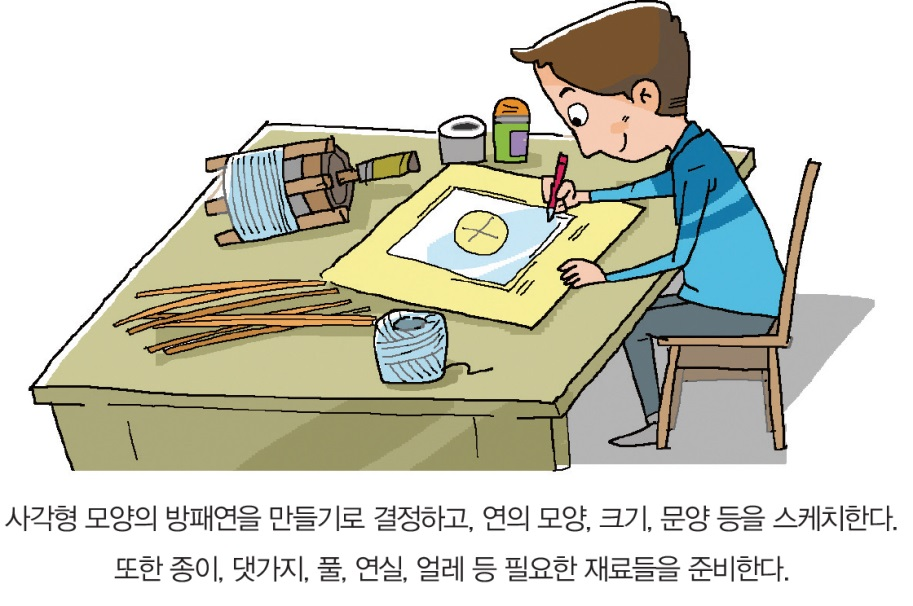 사각형 모양의 방패연을 만들기로 결정하고, 연의 모양, 크기, 문양 등을 스케치한다.
또한 종이, 댓가지, 풀, 연실, 얼레 등 필요한 재료들을 준비한다.